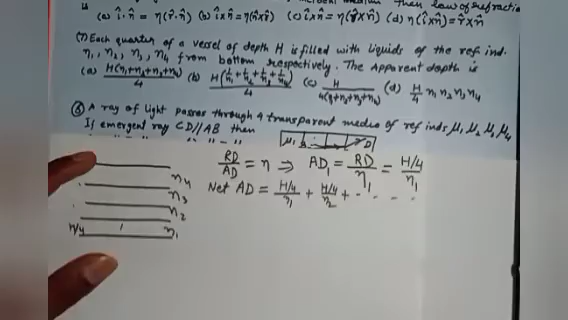 is (a) î·n̂ = η(r̂·n̂) (b) î×n̂ = η(n̂×r̂) (c) î×n̂ = η(r̂×n̂) (d) η(î×n̂) = r̂×n̂
(7) Each quarter of a vessel of depth H is filled with liquids of the ref ind.
η₁, η₂, η₃, η₄ from bottom respectively. The Apparent depth is
(a) H(η₁+η₂+η₃+η₄)/4 (b) H(1/η₁+1/η₂+1/η₃+1/η₄)/4 (c) H/4(η₁+η₂+η₃+η₄) (d) H/4 η₁ η₂ η₃ η₄
(8) A ray of light passes through 4 transparent media of ref inds μ₁ μ₂ μ₃ μ₄
If emergent ray CD//AB then
μ₁ B D
RD/AD = η ⇒ AD₁ = RD/η₁ = H/4/η₁
Net AD = H/4/η₁ + H/4/η₂ + - - - -
η₄
η₃
η₂
H/4 η₁